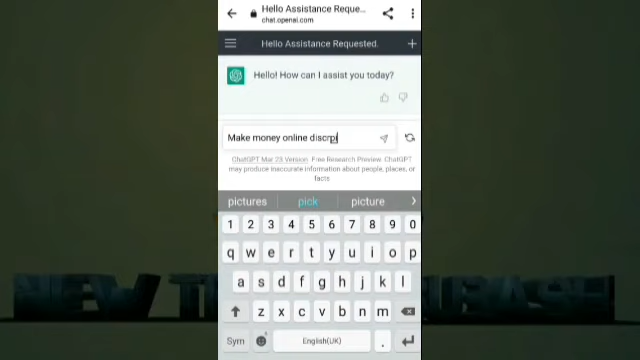 Hello Assistance Reque...
chat.openai.com
Hello Assistance Requested.
Hello! How can I assist you today?
Make money online discrpi
ChatGPT Mar 23 Version. Free Research Preview. ChatGPT
may produce inaccurate information about people, places, or
facts
pictures pick picture
1 2 3 4 5 6 7 8 9 0
q w e r t y u i o p
a s d f g h j k l
z x c v b n m
Sym English(UK) .
NEW